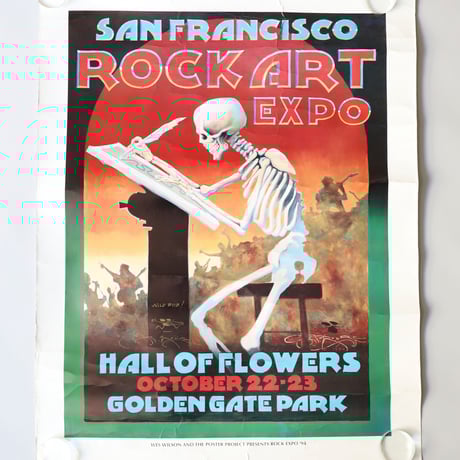 SAN FRANCISCO
ROCK ART
EXPO
HALL OF FLOWERS
OCTOBER 22-23
GOLDEN GATE PARK
WES WILSON AND THE POSTER PROJECT PRESENTS ROCK EXPO '94